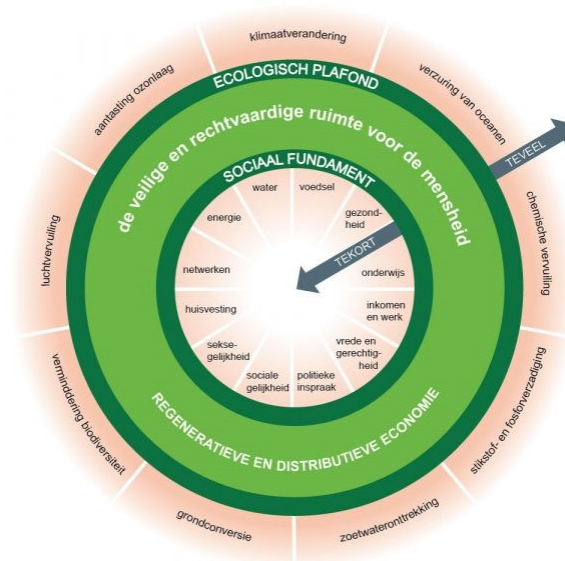 klimaatverandering
verzuring van oceanen
TEVEEL
chemische vervuiling
stikstof- en fosforverzadiging
zoetwateronttrekking
grondconversie
verminddering biodiversiteit
luchtvervuiling
aantasting ozonlaag
ECOLOGISCH PLAFOND
de veilige en rechtvaardige ruimte voor de mensheid
SOCIAAL FUNDAMENT
water
voedsel
gezond-
heid
TEKORT
onderwijs
inkomen
en werk
vrede en
gerechtig-
heid
politieke
inspraak
sociale
gelijkheid
sekse-
gelijkheid
huisvesting
netwerken
energie
REGENERATIEVE EN DISTRIBUTIEVE ECONOMIE